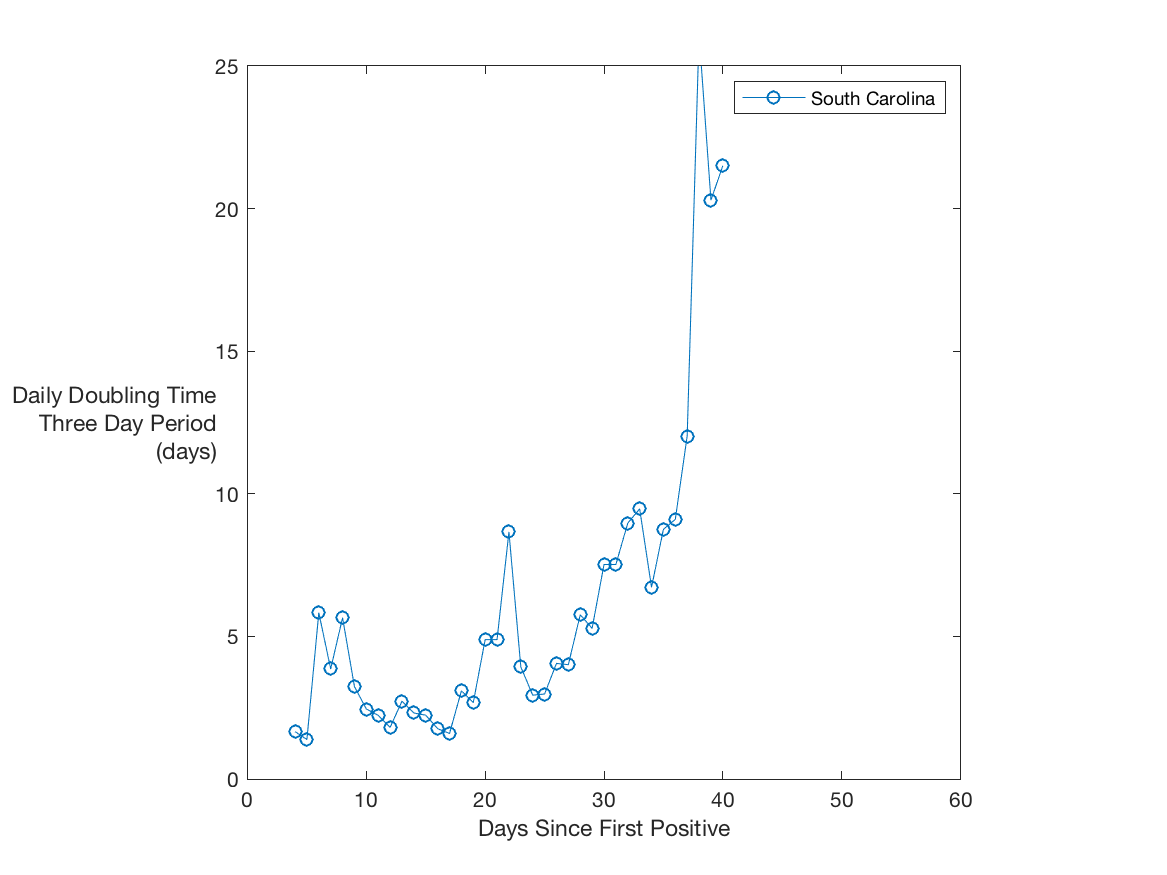 25
South Carolina
20
15
Daily Doubling Time
Three Day Period
(days)
10
5
0
0 10 20 30 40 50 60
Days Since First Positive